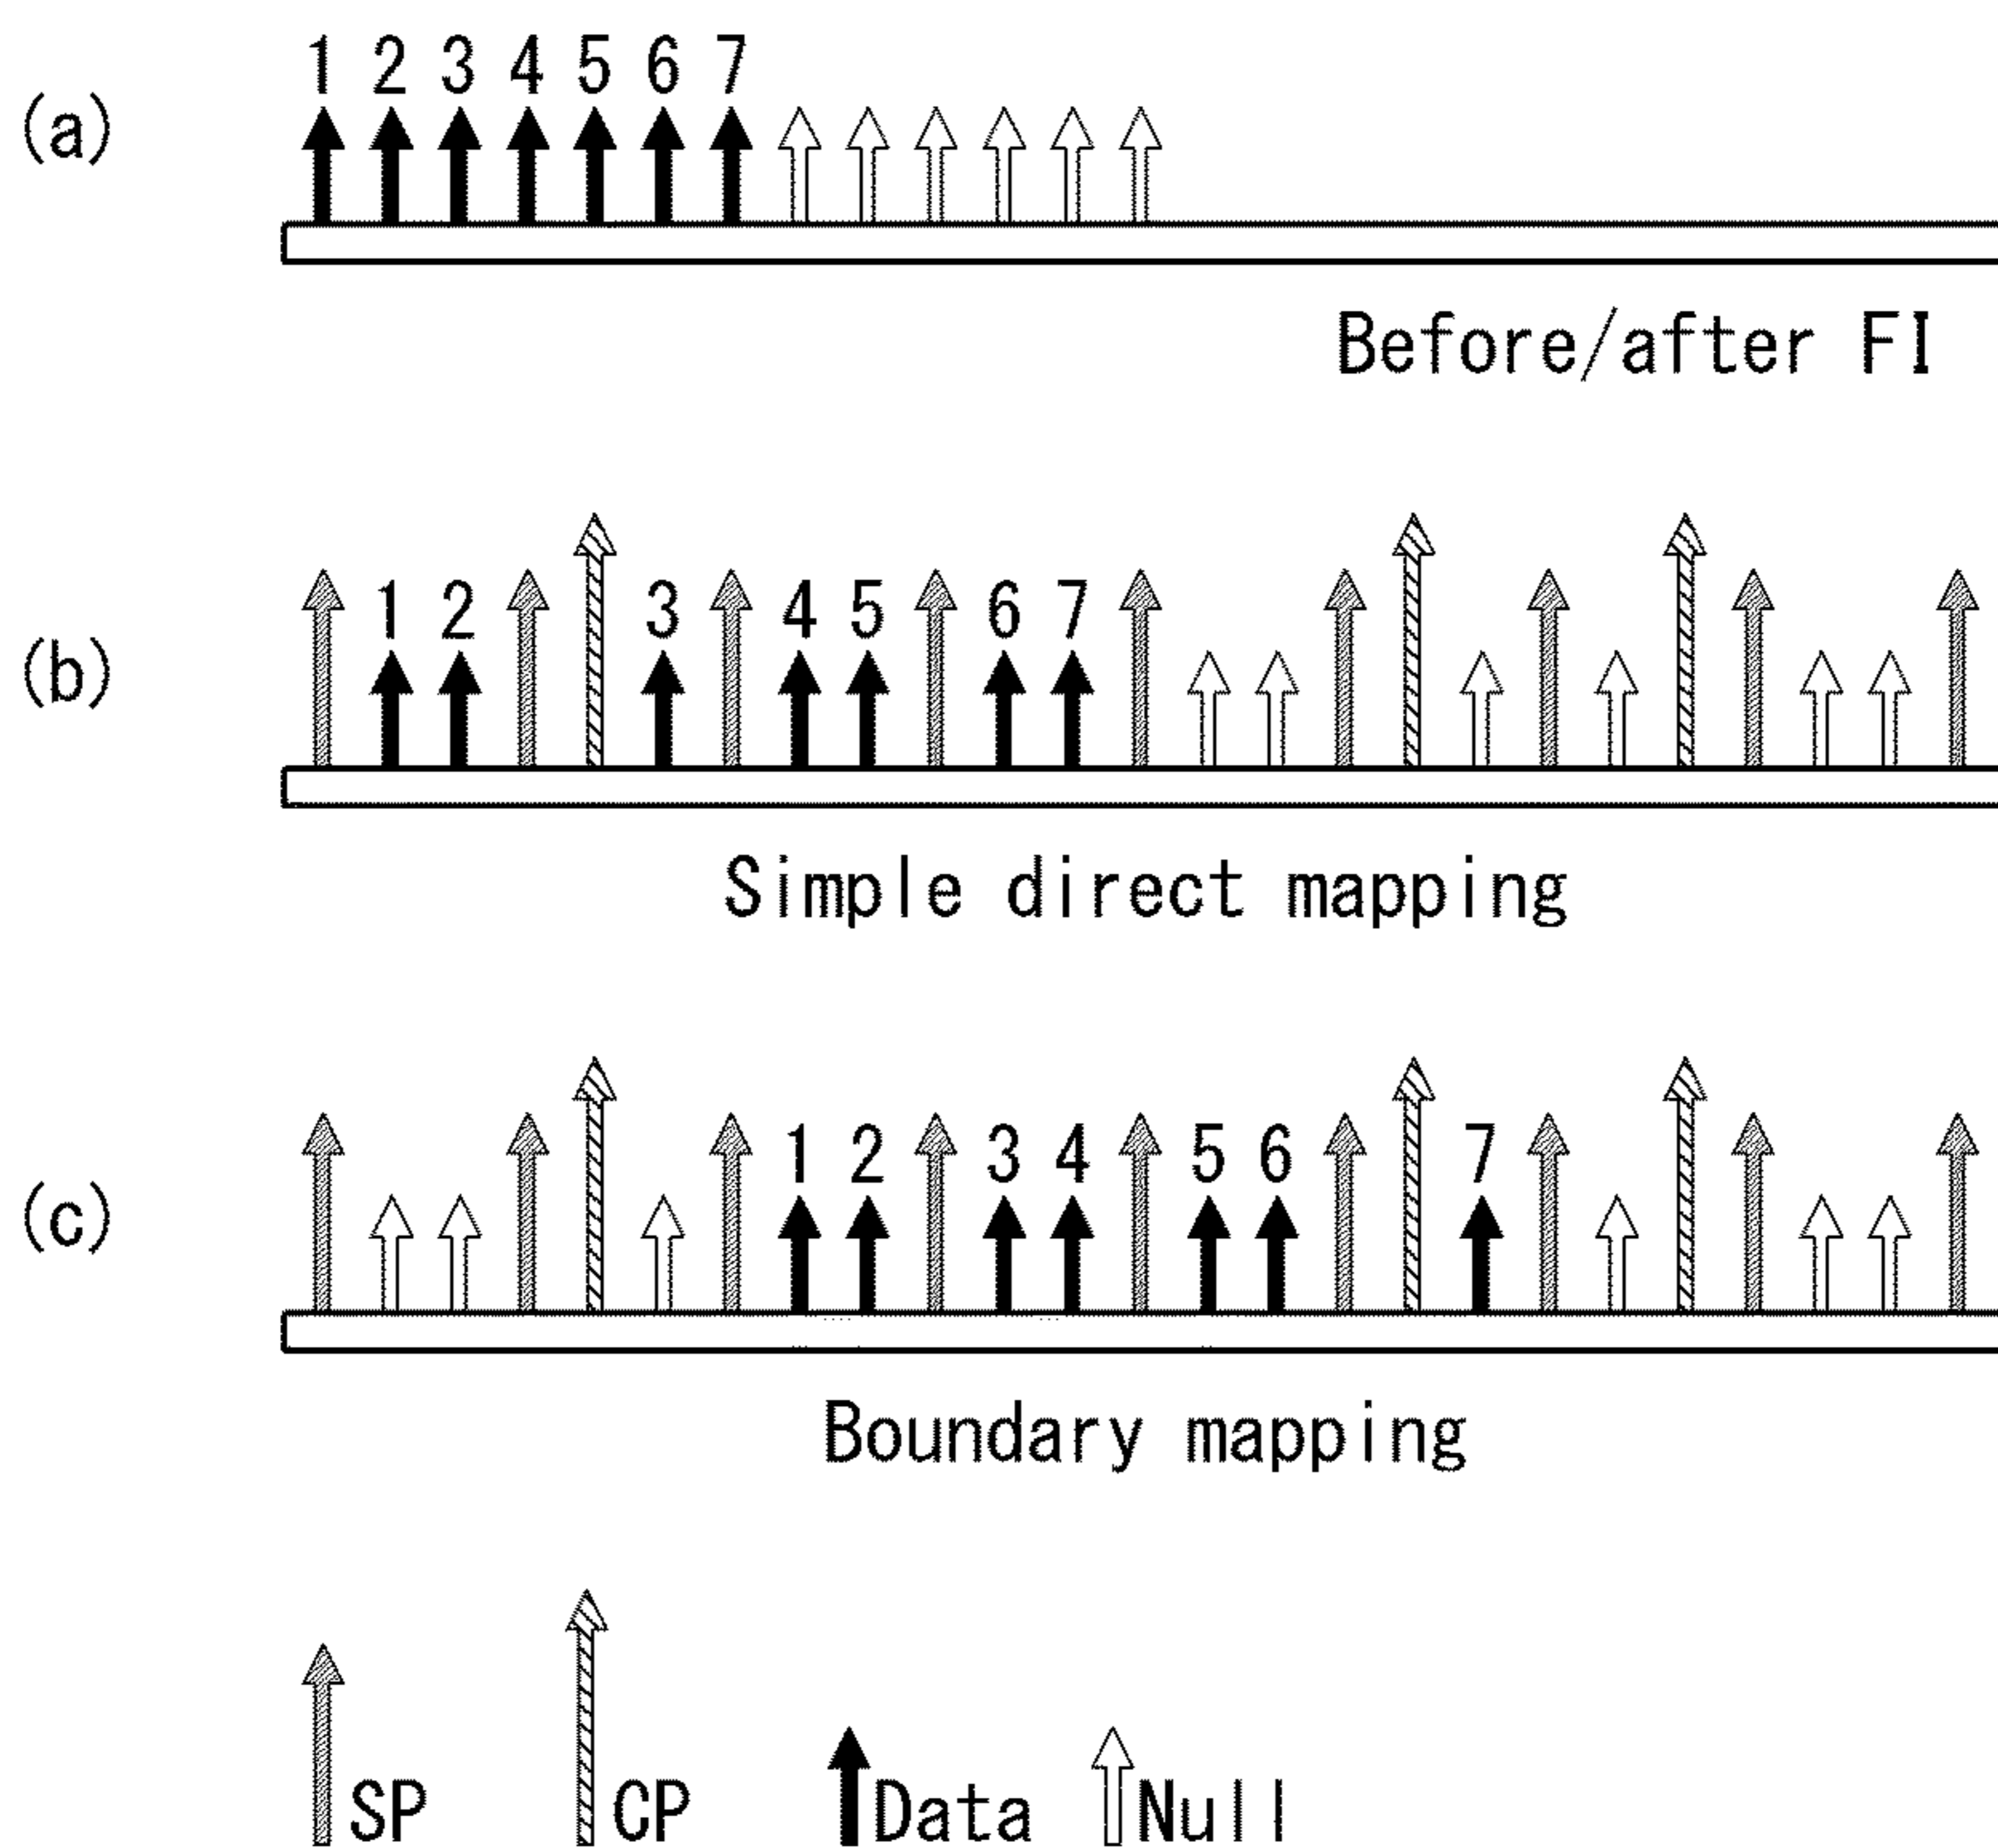 1 2 3 4 5 6 7
(a)
Before/after FI
1 2 3 4 5 6 7
(b)
Simple direct mapping
1 2 3 4 5 6 7
(c)
Boundary mapping
SP CP Data Null